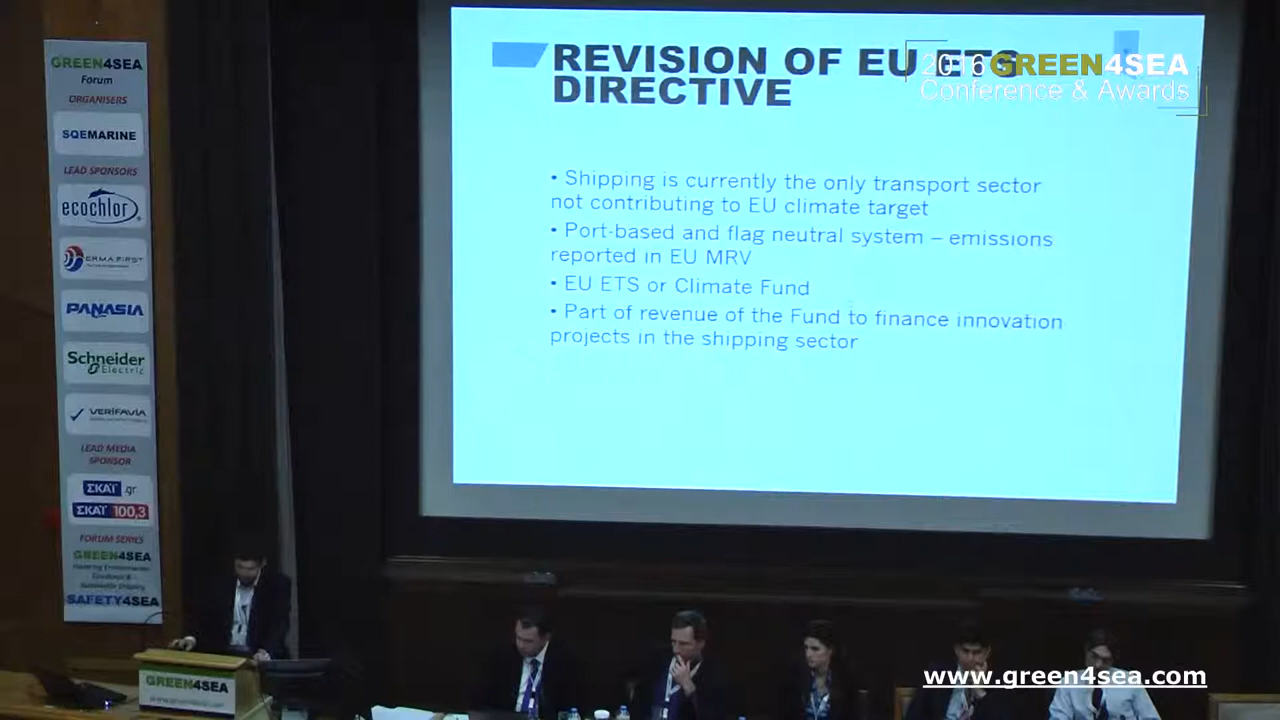 GREEN4SEA
Forum
ORGANISERS
SQEMARINE
LEAD SPONSORS
ecochlor
ERMA FIRST
PANASIA
Schneider
Electric
VERIFAVIA
LEAD MEDIA
SPONSOR
ΣΚΑΪ.gr
ΣΚΑΪ 100,3
FORUM SERIES
GREEN4SEA
SAFETY4SEA
REVISION OF EU ETS
DIRECTIVE
2016 GREEN4SEA
Conference & Awards
• Shipping is currently the only transport sector
not contributing to EU climate target
• Port-based and flag neutral system – emissions
reported in EU MRV
• EU ETS or Climate Fund
• Part of revenue of the Fund to finance innovation
projects in the shipping sector
GREEN4SEA
www.green4sea.com